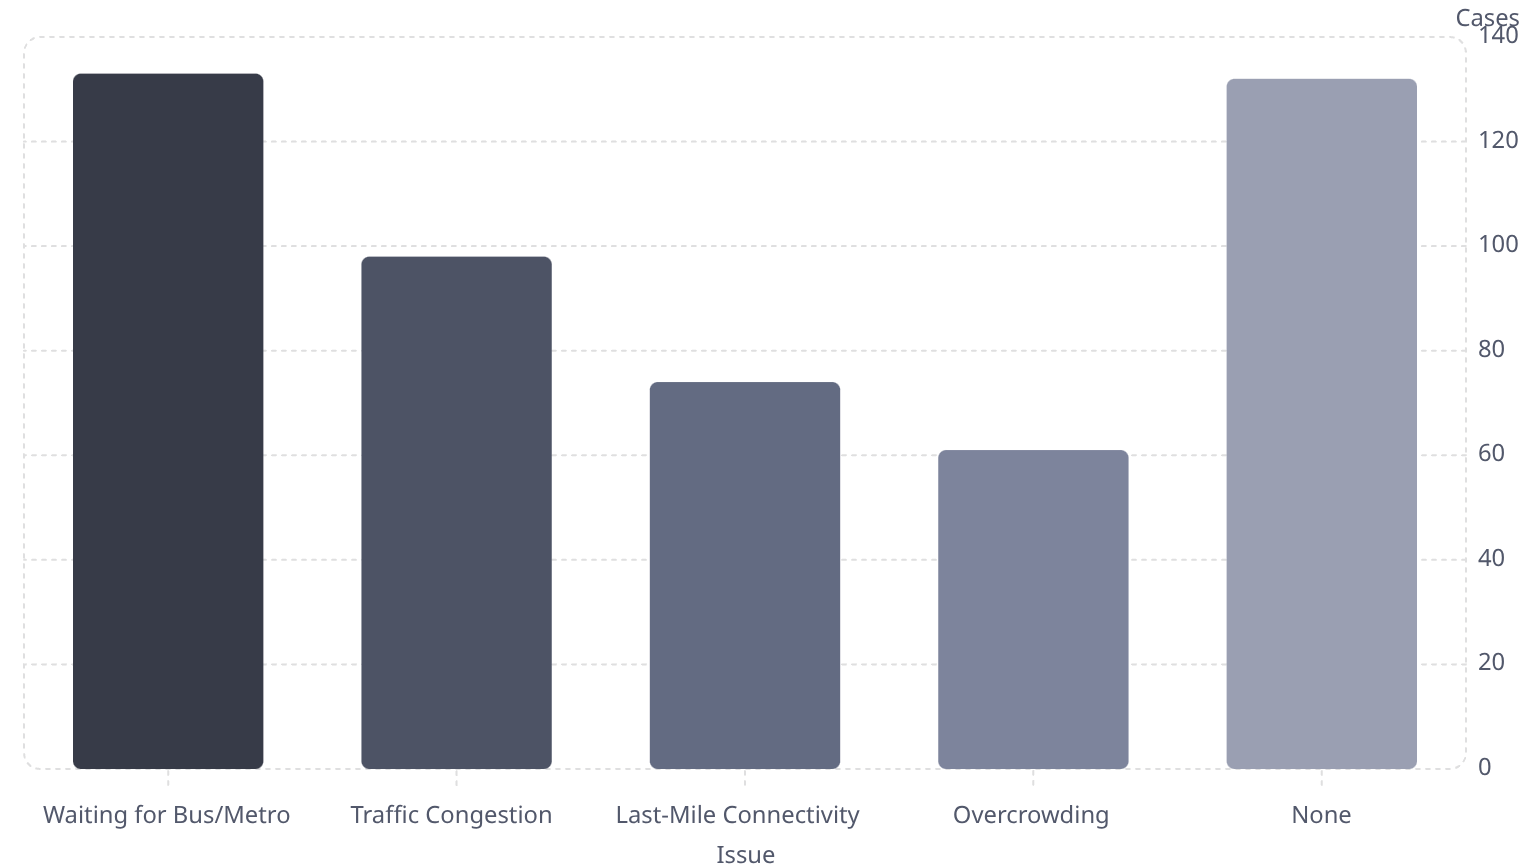 Cases
140
120
100
80
60
40
20
0
Waiting for Bus/Metro Traffic Congestion Last-Mile Connectivity Overcrowding None
Issue